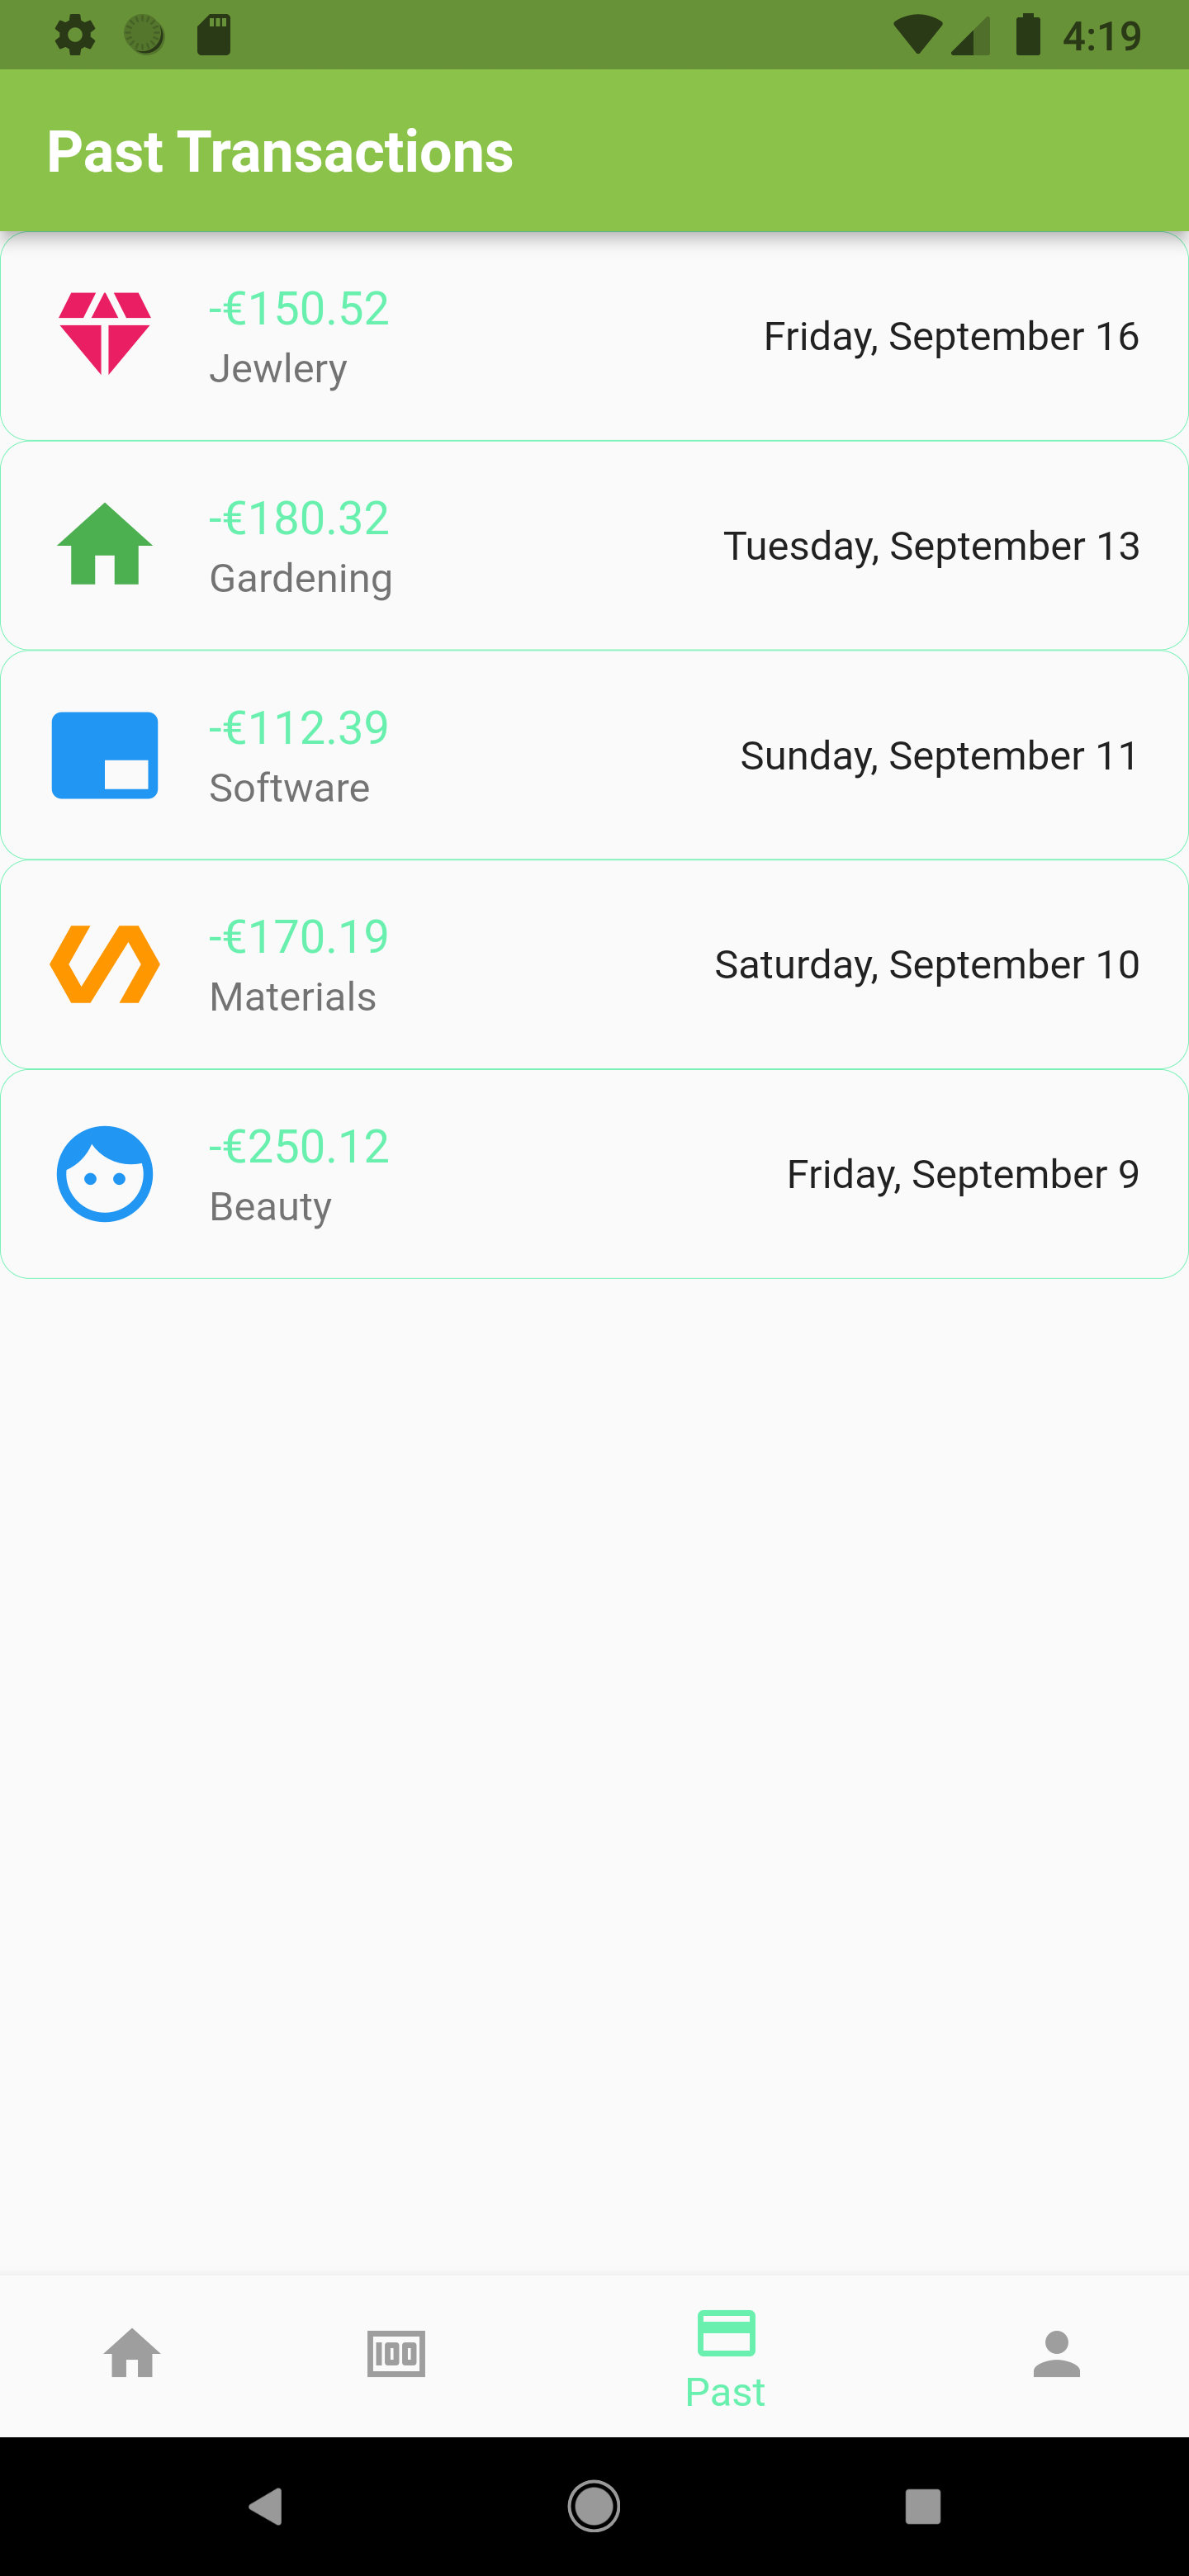 4:19
Past Transactions
-€150.52
Jewlery
Friday, September 16
-€180.32
Gardening
Tuesday, September 13
-€112.39
Software
Sunday, September 11
-€170.19
Materials
Saturday, September 10
-€250.12
Beauty
Friday, September 9
100
Past